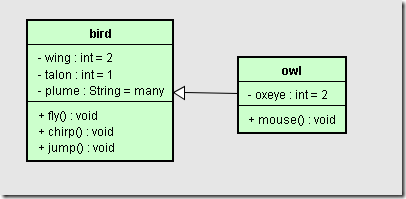 bird
- wing : int = 2
- talon : int = 1
- plume : String = many
+ fly() : void
+ chirp() : void
+ jump() : void
owl
- oxeye : int = 2
+ mouse() : void